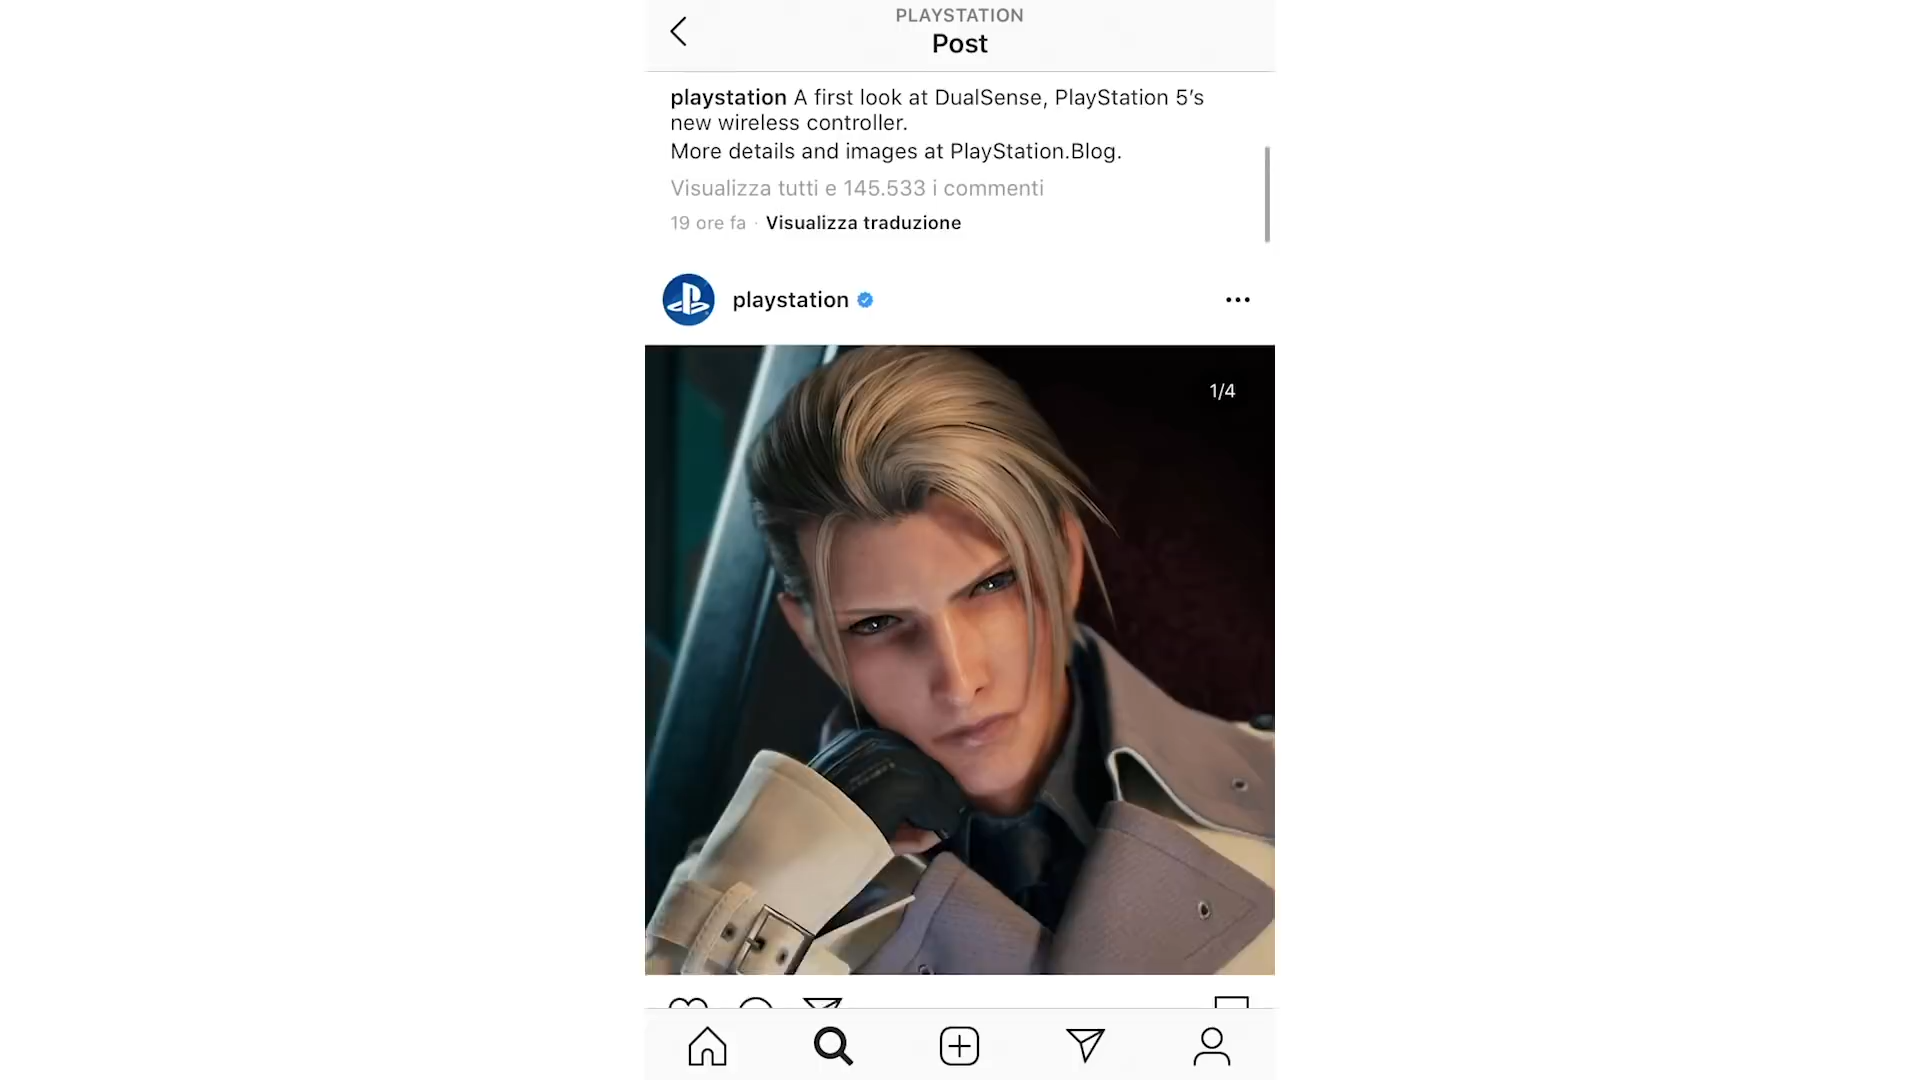 PLAYSTATION
Post
playstation A first look at DualSense, PlayStation 5’s
new wireless controller.
More details and images at PlayStation.Blog.
Visualizza tutti e 145.533 i commenti
19 ore fa · Visualizza traduzione
playstation
1/4